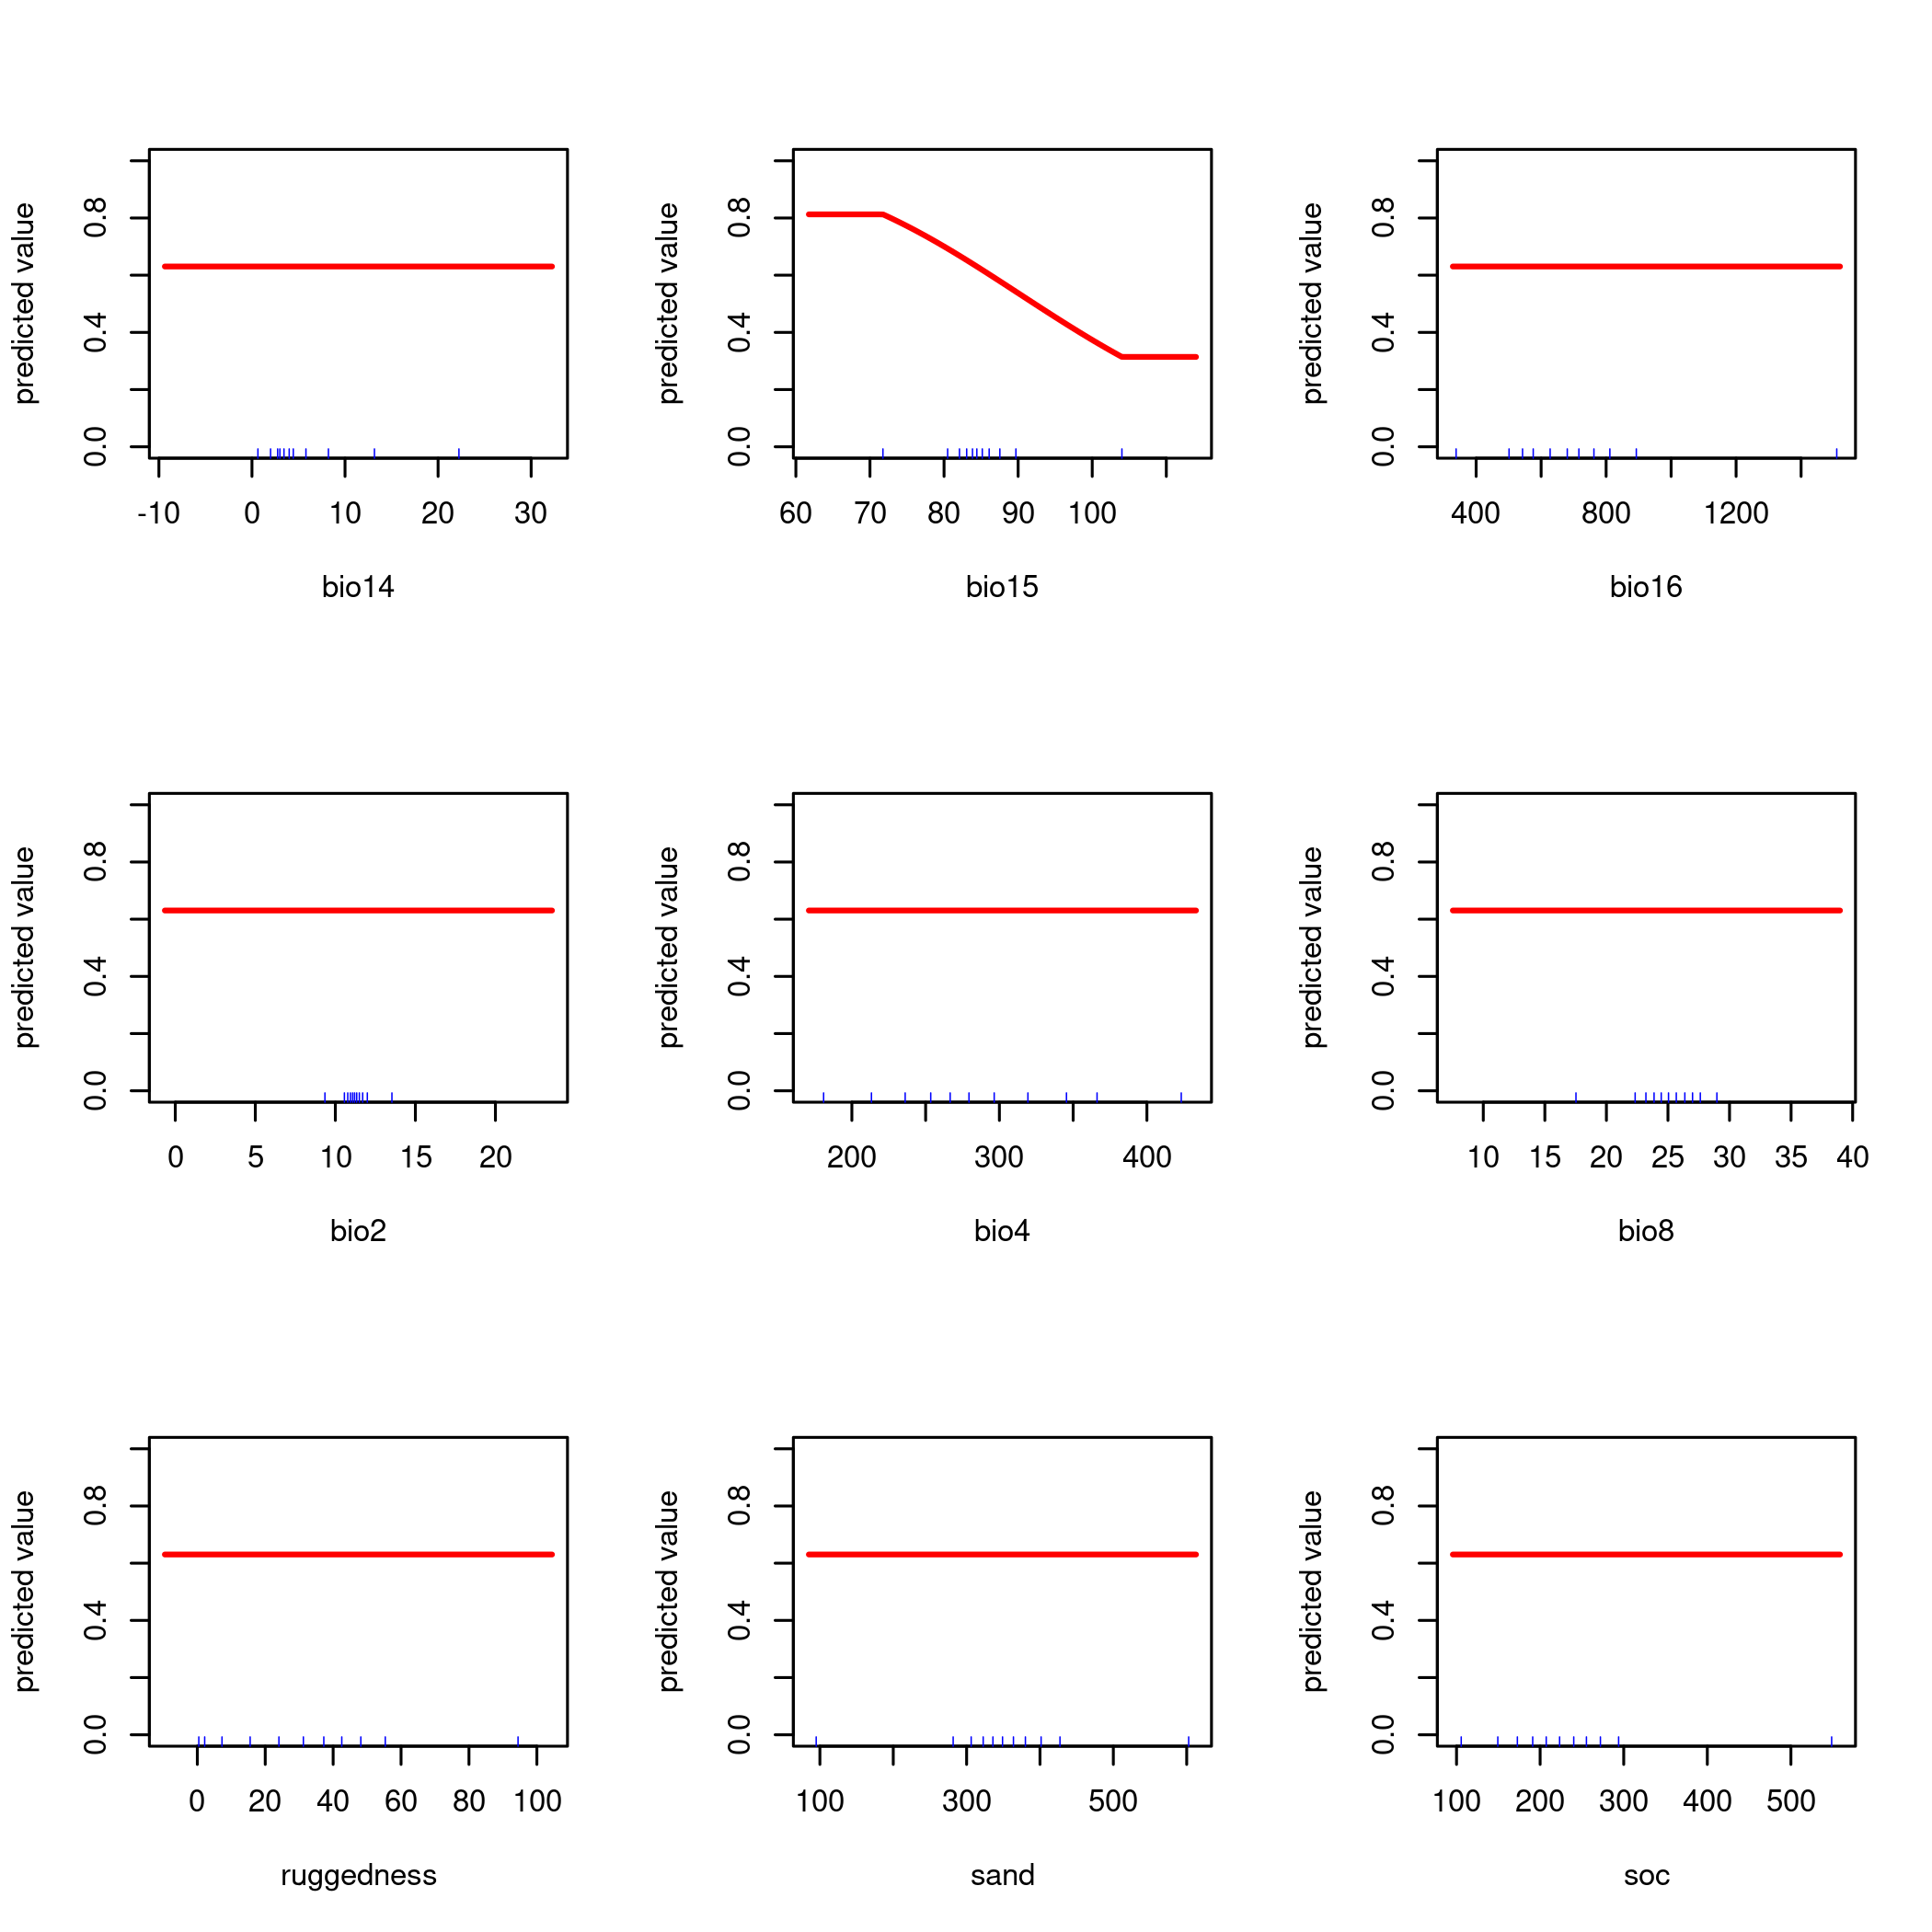 predicted value
0.0 0.4 0.8
-10 0 10 20 30
bio14
predicted value
0.0 0.4 0.8
60 70 80 90 100
bio15
predicted value
0.0 0.4 0.8
400 800 1200
bio16
predicted value
0.0 0.4 0.8
0 5 10 15 20
bio2
predicted value
0.0 0.4 0.8
200 300 400
bio4
predicted value
0.0 0.4 0.8
10 15 20 25 30 35 40
bio8
predicted value
0.0 0.4 0.8
0 20 40 60 80 100
ruggedness
predicted value
0.0 0.4 0.8
100 300 500
sand
predicted value
0.0 0.4 0.8
100 200 300 400 500
soc